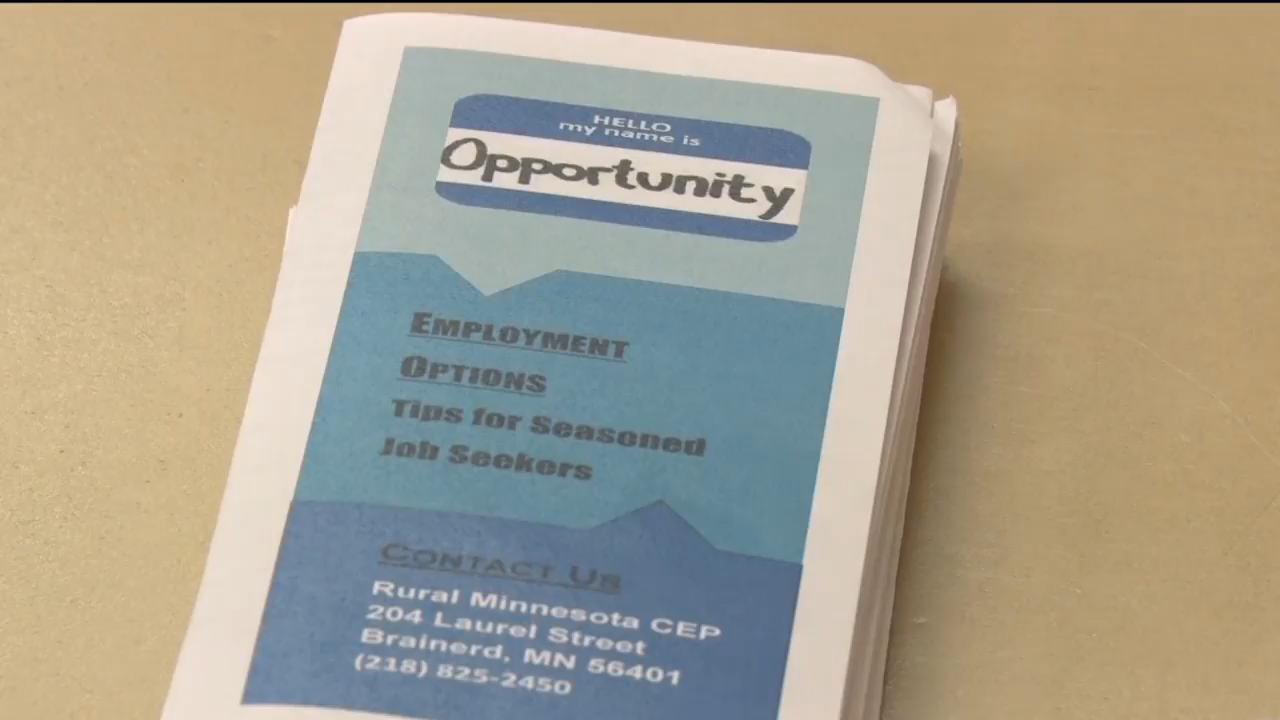 HELLO
my name is
Opportunity
EMPLOYMENT
OPTIONS
Tips for Seasoned
Job Seekers
CONTACT US
Rural Minnesota CEP
204 Laurel Street
Brainerd, MN 56401
(218) 825-2450